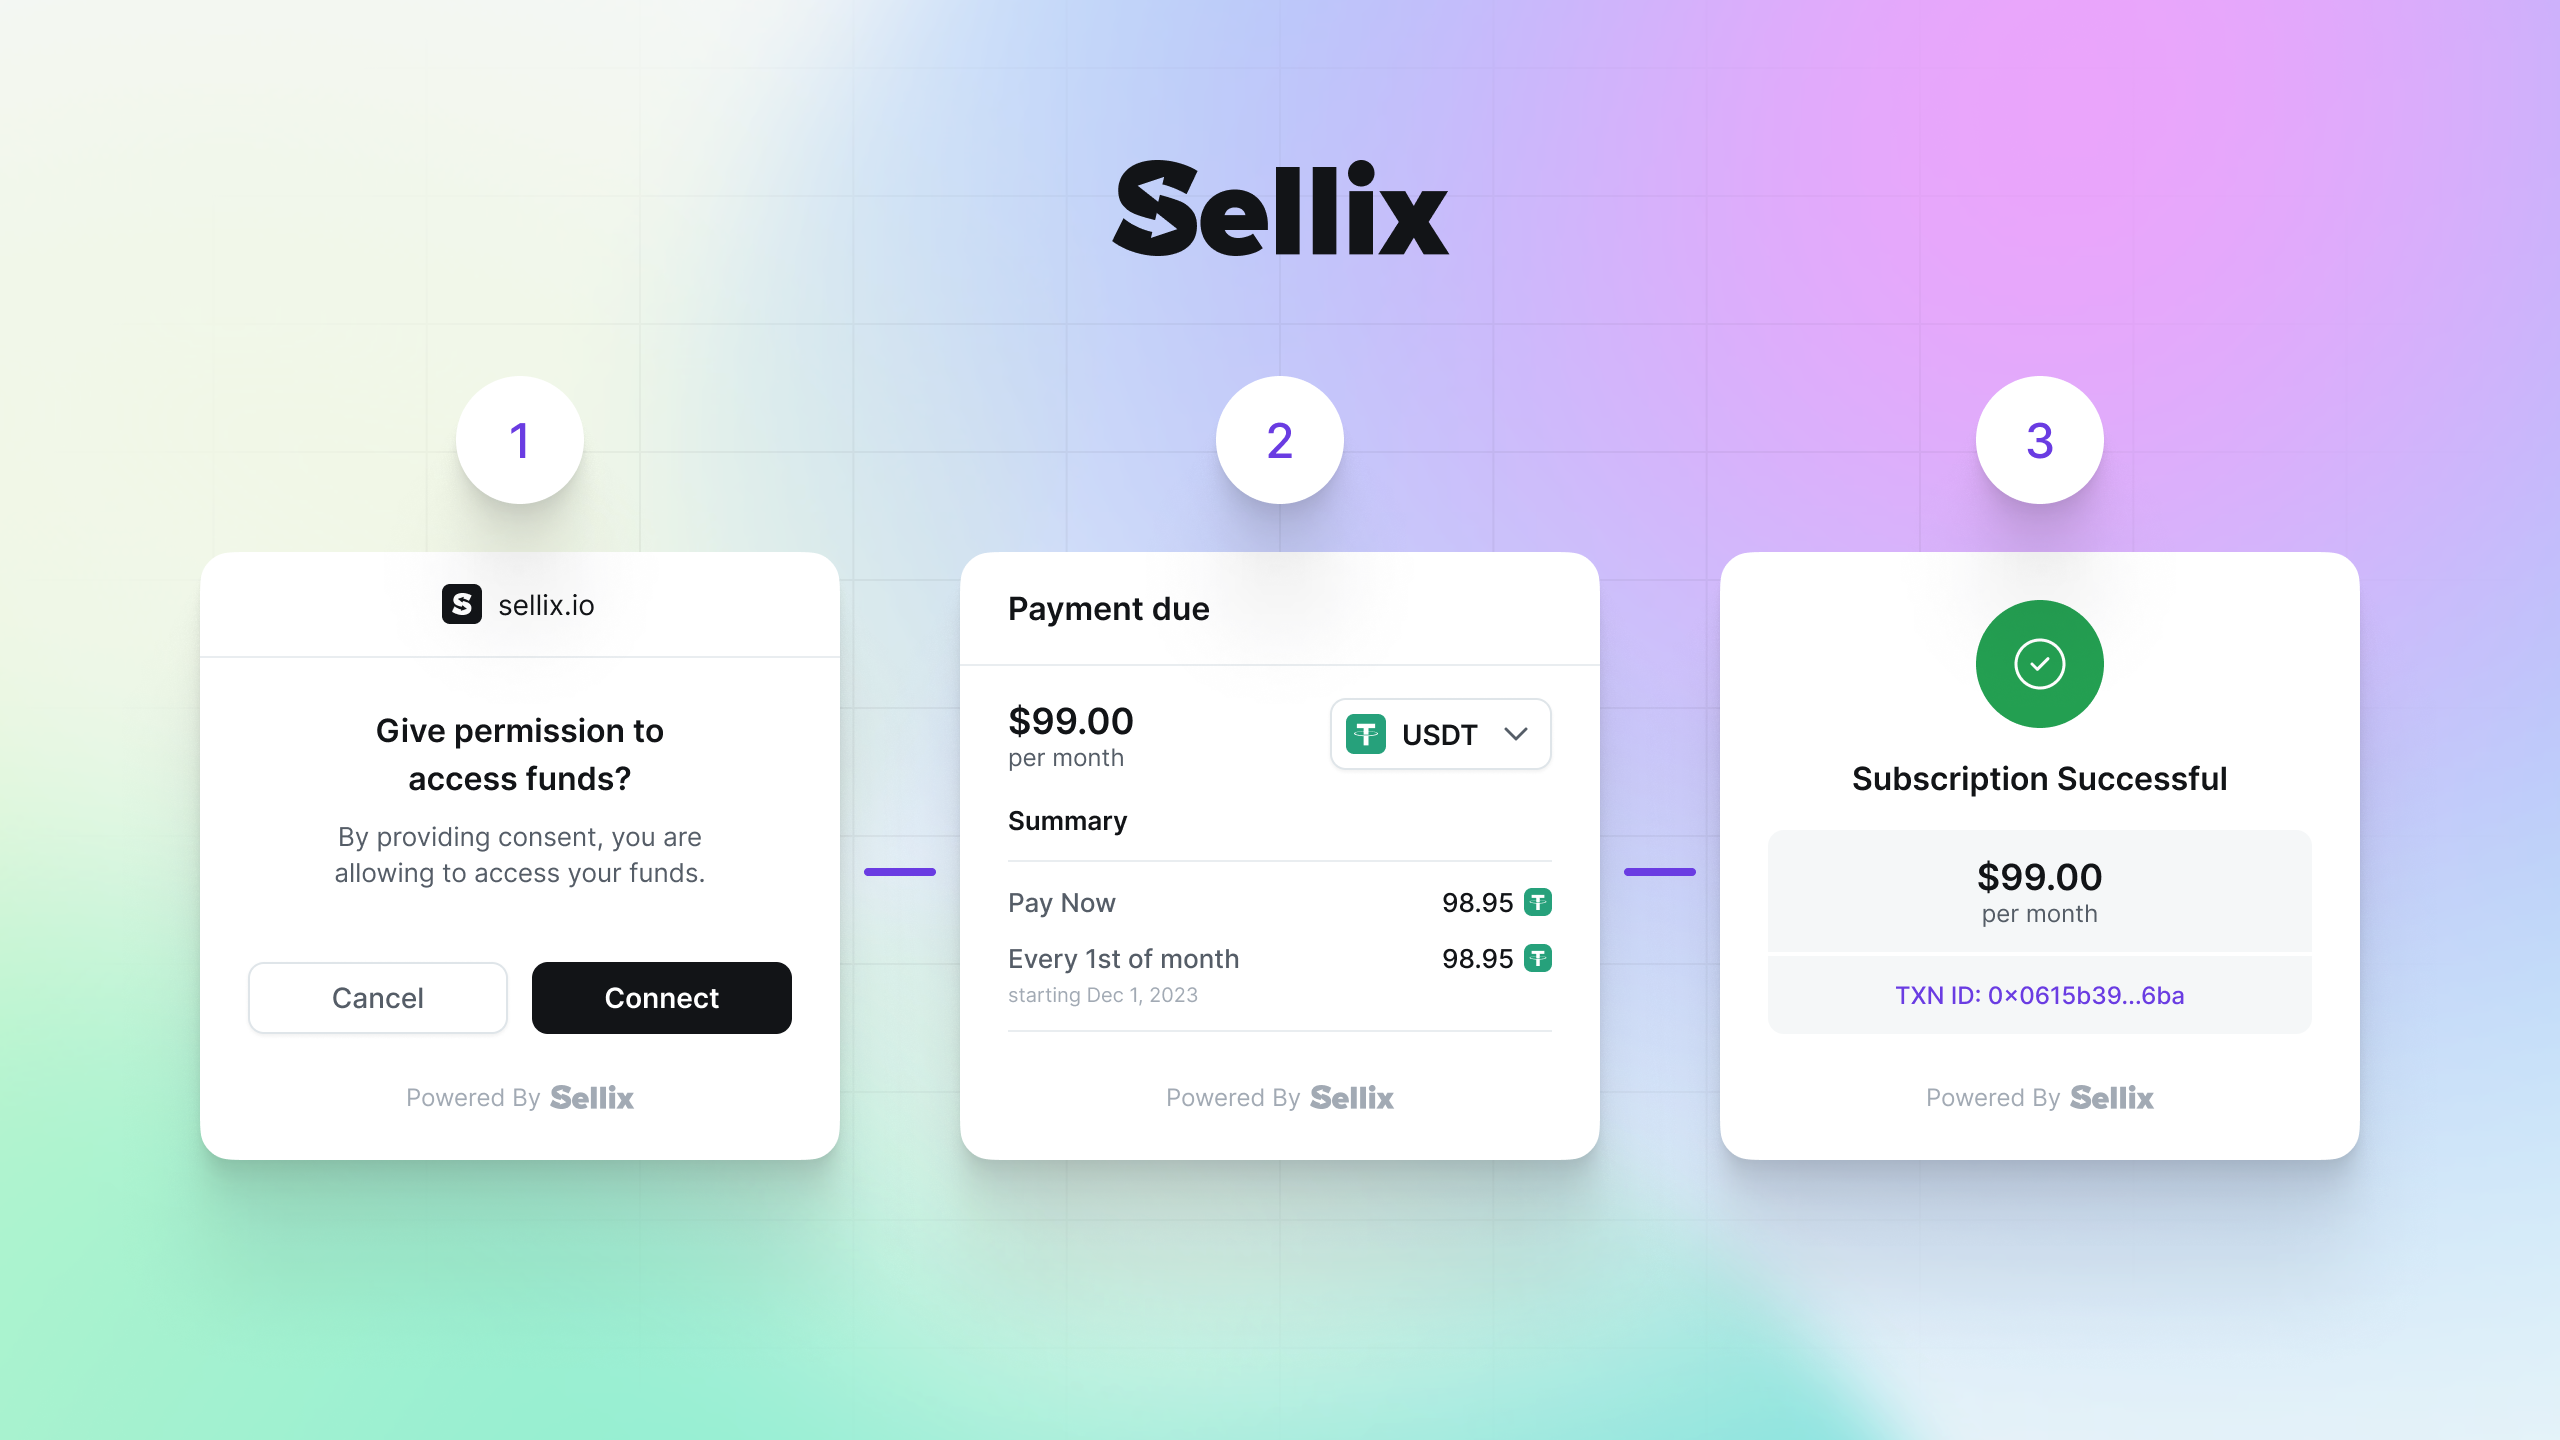 Sellix
1
sellix.io
Give permission to
access funds?
By providing consent, you are
allowing to access your funds.
Cancel
Connect
Powered By Sellix
2
Payment due
$99.00
per month
USDT
Summary
Pay Now 98.95
Every 1st of month 98.95
starting Dec 1, 2023
Powered By Sellix
3
Subscription Successful
$99.00
per month
TXN ID: 0×0615b39...6ba
Powered By Sellix